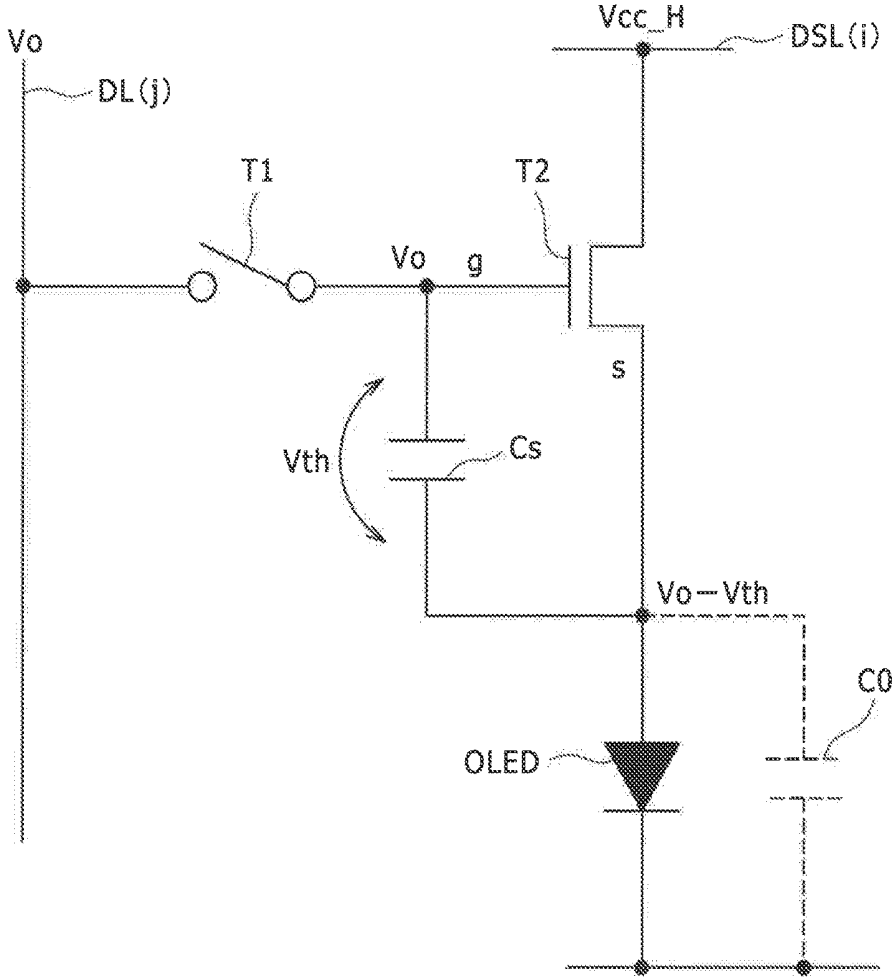 Vcc_H
DSL(i)
Vo
DL(j)
T1
T2
Vo
g
s
Vth
Cs
Vo−Vth
C0
OLED